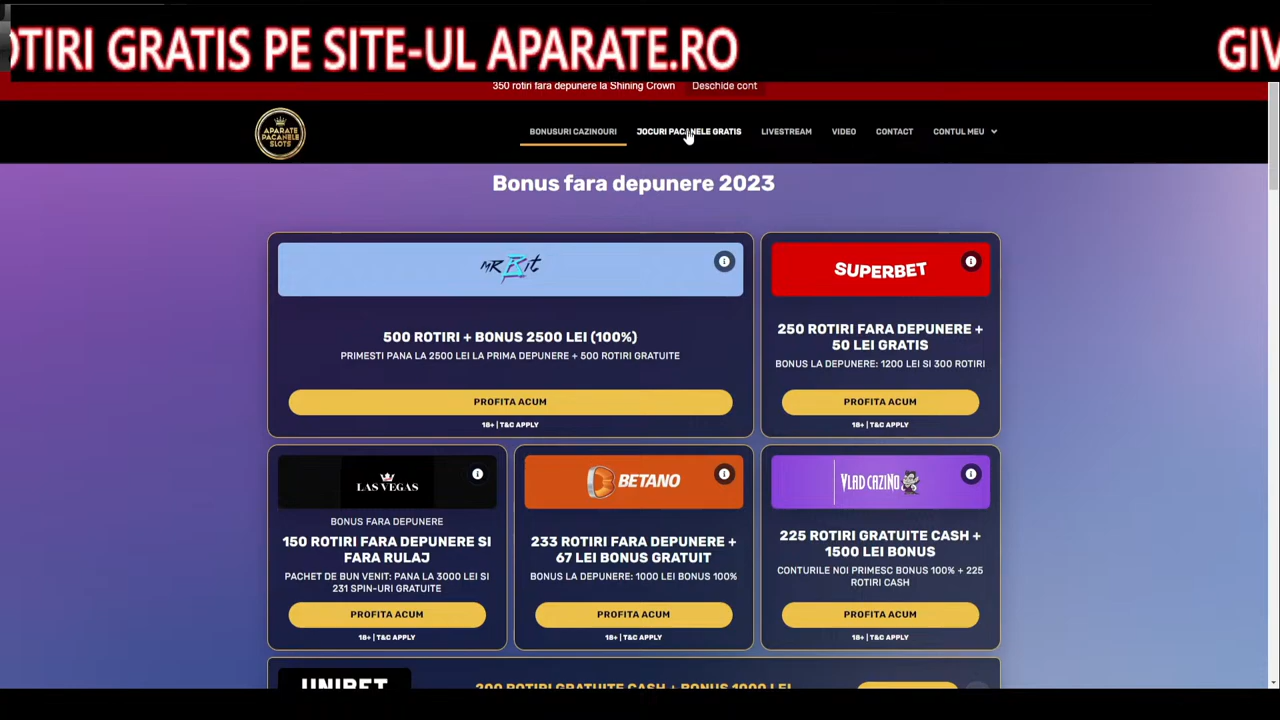 OTIRI GRATIS PE SITE-UL APARATE.RO
GIV
350 rotiri fara depunere la Shining Crown Deschide cont
APARATE
PACANELE
SLOTS
BONUSURI CAZINOURI JOCURI PACANELE GRATIS LIVESTREAM VIDEO CONTACT CONTUL MEU
Bonus fara depunere 2023
MR Bit
500 ROTIRI + BONUS 2500 LEI (100%)
PRIMESTI PANA LA 2500 LEI LA PRIMA DEPUNERE + 500 ROTIRI GRATUITE
PROFITA ACUM
18+ | T&C APPLY
SUPERBET
250 ROTIRI FARA DEPUNERE +
50 LEI GRATIS
BONUS LA DEPUNERE: 1200 LEI SI 300 ROTIRI
PROFITA ACUM
18+ | T&C APPLY
LAS VEGAS
BONUS FARA DEPUNERE
150 ROTIRI FARA DEPUNERE SI
FARA RULAJ
PACHET DE BUN VENIT: PANA LA 3000 LEI SI
231 SPIN-URI GRATUITE
PROFITA ACUM
18+ | T&C APPLY
BETANO
233 ROTIRI FARA DEPUNERE +
67 LEI BONUS GRATUIT
BONUS LA DEPUNERE: 1000 LEI BONUS 100%
PROFITA ACUM
18+ | T&C APPLY
VLAD CAZINO
225 ROTIRI GRATUITE CASH +
1500 LEI BONUS
CONTURILE NOI PRIMESC BONUS 100% + 225
ROTIRI CASH
PROFITA ACUM
18+ | T&C APPLY
UNIBET
200 ROTIRI GRATUITE CASH + BONUS 1000 LEI